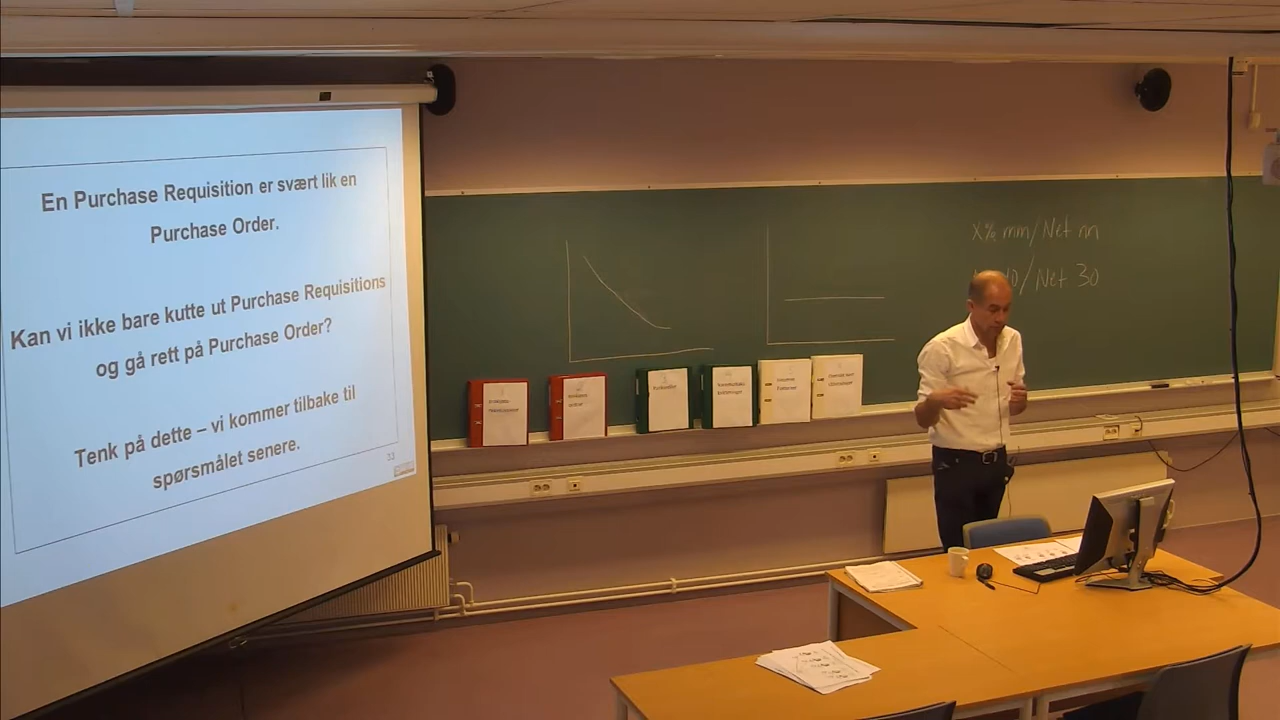 En Purchase Requisition er svært lik en
Purchase Order.
Kan vi ikke bare kutte ut Purchase Requisitions
og gå rett på Purchase Order?
Tenk på dette – vi kommer tilbake til
spørsmålet senere.
33
X% mm/Net nn
/Net 30